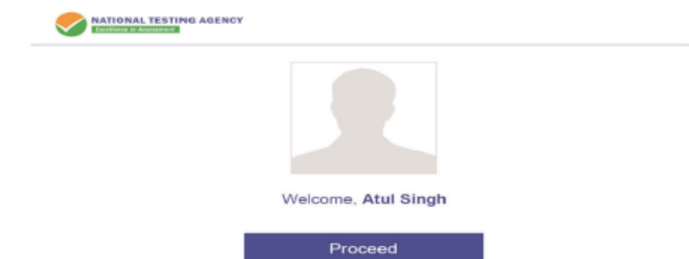 NATIONAL TESTING AGENCY
Excellence in Assessment
Welcome, Atul Singh
Proceed